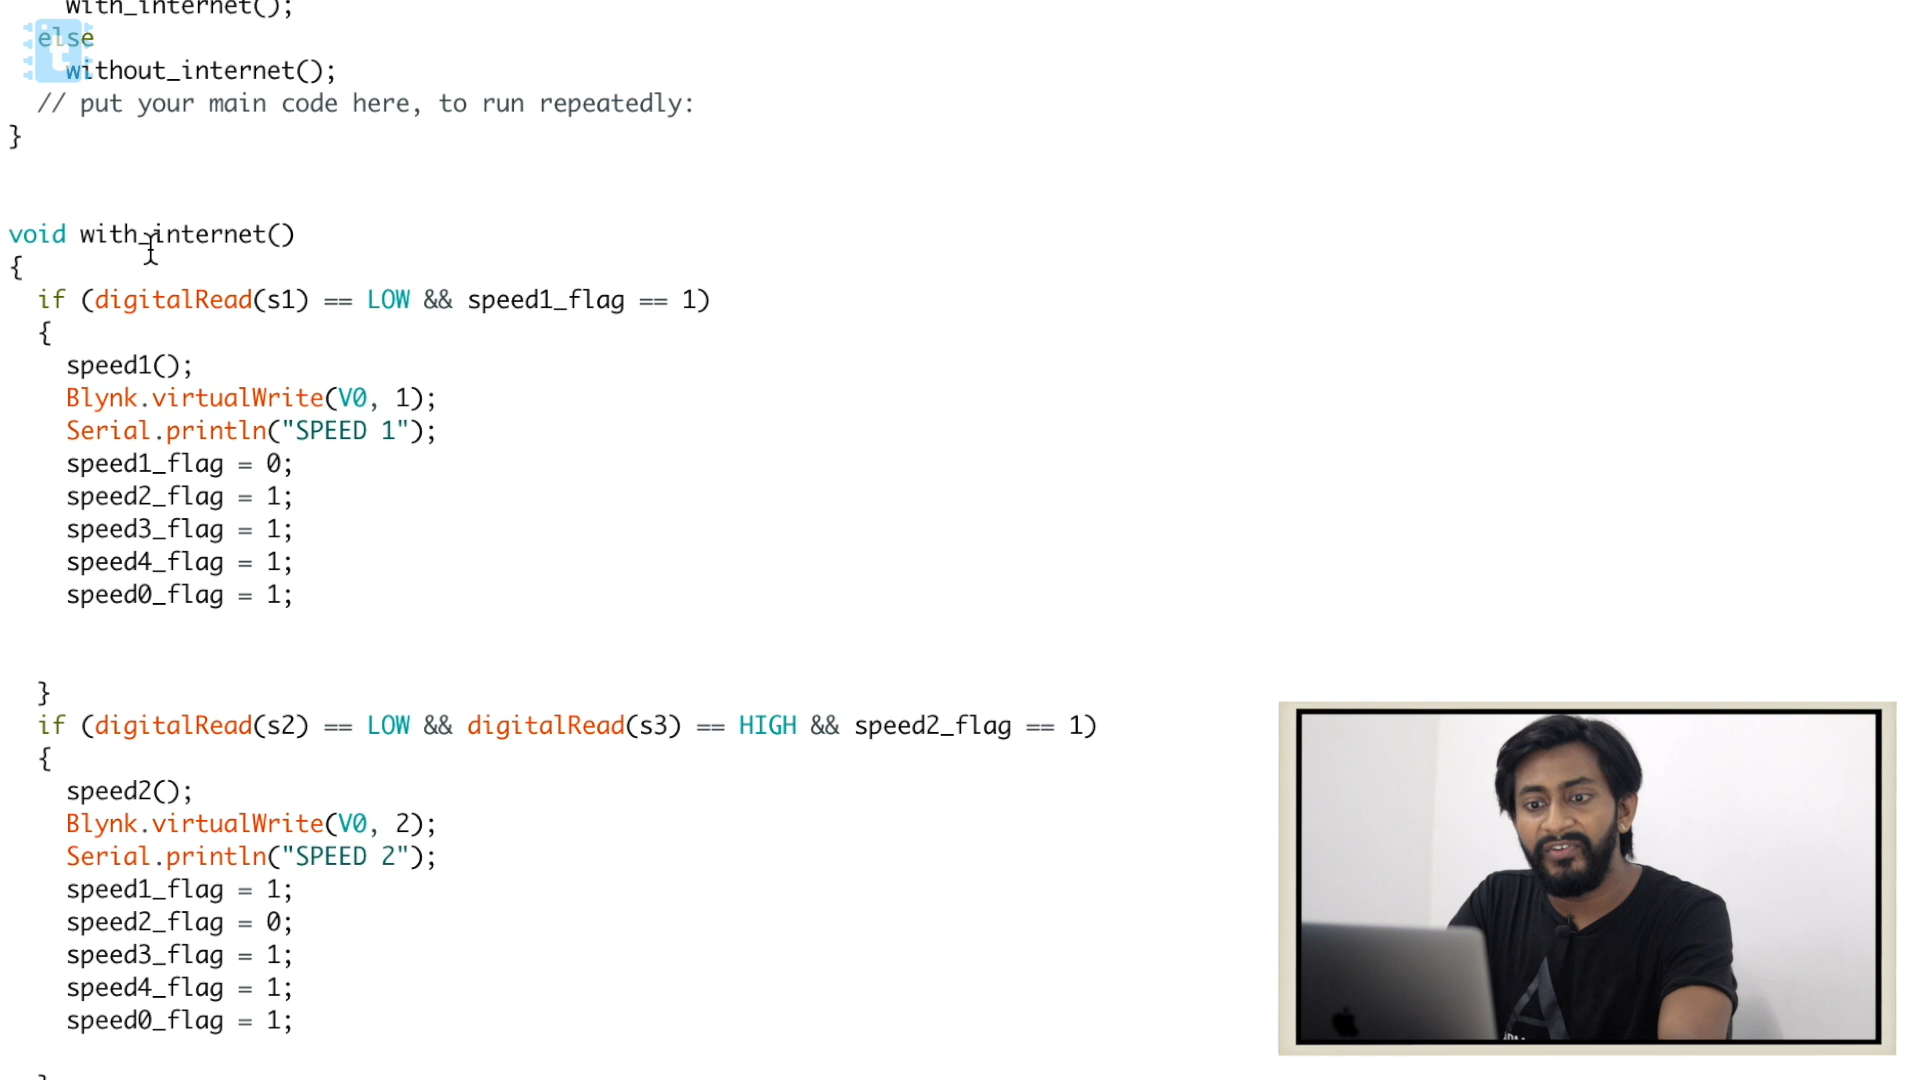 with_internet();
else
without_internet();
// put your main code here, to run repeatedly:
}
void with_internet()
{
if (digitalRead(s1) == LOW && speed1_flag == 1)
{
speed1();
Blynk.virtualWrite(V0, 1);
Serial.println("SPEED 1");
speed1_flag = 0;
speed2_flag = 1;
speed3_flag = 1;
speed4_flag = 1;
speed0_flag = 1;
}
if (digitalRead(s2) == LOW && digitalRead(s3) == HIGH && speed2_flag == 1)
{
speed2();
Blynk.virtualWrite(V0, 2);
Serial.println("SPEED 2");
speed1_flag = 1;
speed2_flag = 0;
speed3_flag = 1;
speed4_flag = 1;
speed0_flag = 1;
}
t